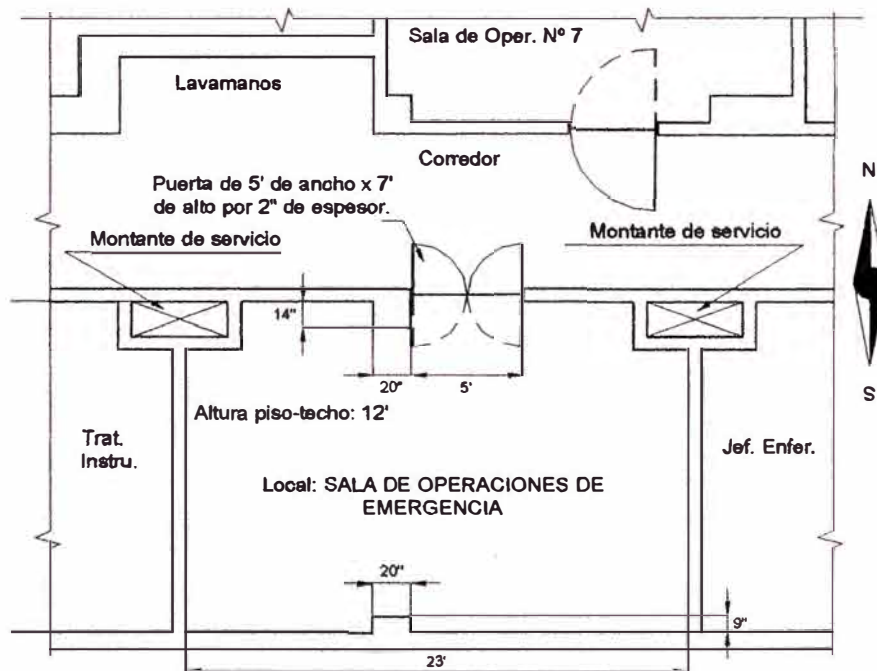 Sala de Oper. Nº 7
Lavamanos
Corredor
Puerta de 5' de ancho x 7'
de alto por 2" de espesor.
N
Montante de servicio
Montante de servicio
14"
20"
5'
S
Altura piso-techo: 12'
Trat.
Instru.
Jef. Enfer.
Local: SALA DE OPERACIONES DE
EMERGENCIA
20"
9"
23'